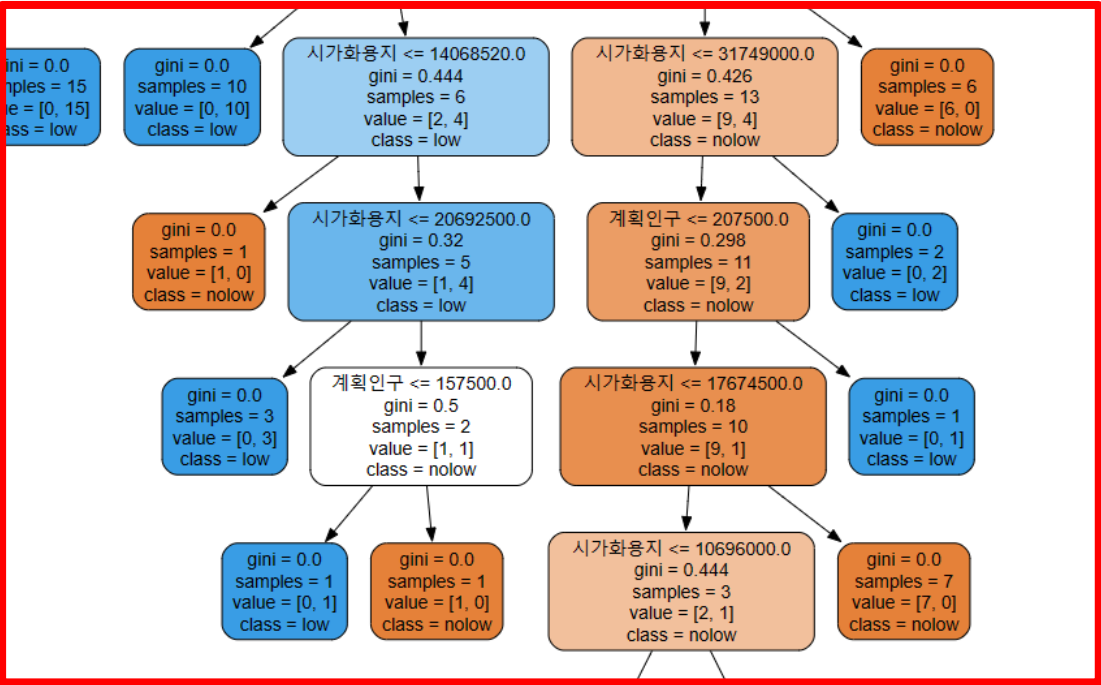 gini = 0.0
samples = 15
value = [0, 15]
class = low
gini = 0.0
samples = 10
value = [0, 10]
class = low
시가화용지 <= 14068520.0
gini = 0.444
samples = 6
value = [2, 4]
class = low
시가화용지 <= 31749000.0
gini = 0.426
samples = 13
value = [9, 4]
class = nolow
gini = 0.0
samples = 6
value = [6, 0]
class = nolow
gini = 0.0
samples = 1
value = [1, 0]
class = nolow
시가화용지 <= 20692500.0
gini = 0.32
samples = 5
value = [1, 4]
class = low
계획인구 <= 207500.0
gini = 0.298
samples = 11
value = [9, 2]
class = nolow
gini = 0.0
samples = 2
value = [0, 2]
class = low
gini = 0.0
samples = 3
value = [0, 3]
class = low
계획인구 <= 157500.0
gini = 0.5
samples = 2
value = [1, 1]
class = nolow
시가화용지 <= 17674500.0
gini = 0.18
samples = 10
value = [9, 1]
class = nolow
gini = 0.0
samples = 1
value = [0, 1]
class = low
gini = 0.0
samples = 1
value = [0, 1]
class = low
gini = 0.0
samples = 1
value = [1, 0]
class = nolow
시가화용지 <= 10696000.0
gini = 0.444
samples = 3
value = [2, 1]
class = nolow
gini = 0.0
samples = 7
value = [7, 0]
class = nolow